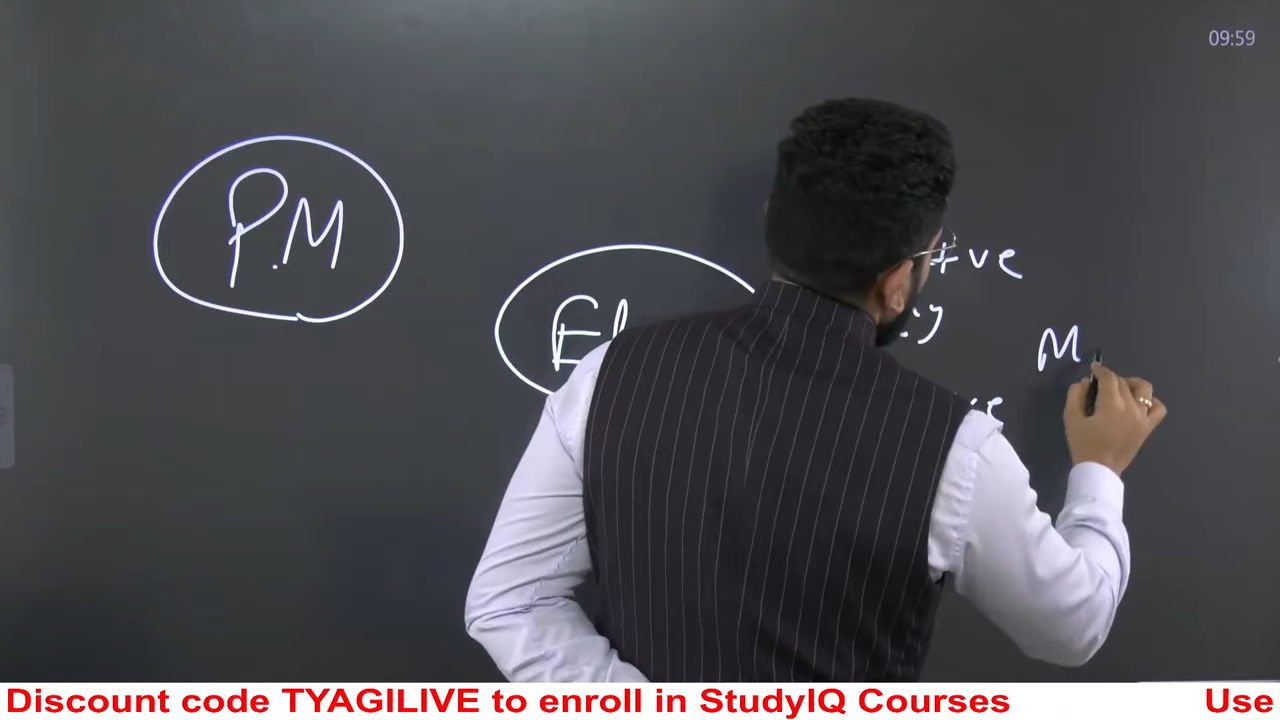 09:59
P.M
+ve
M
Discount code TYAGILIVE to enroll in StudyIQ Courses Use